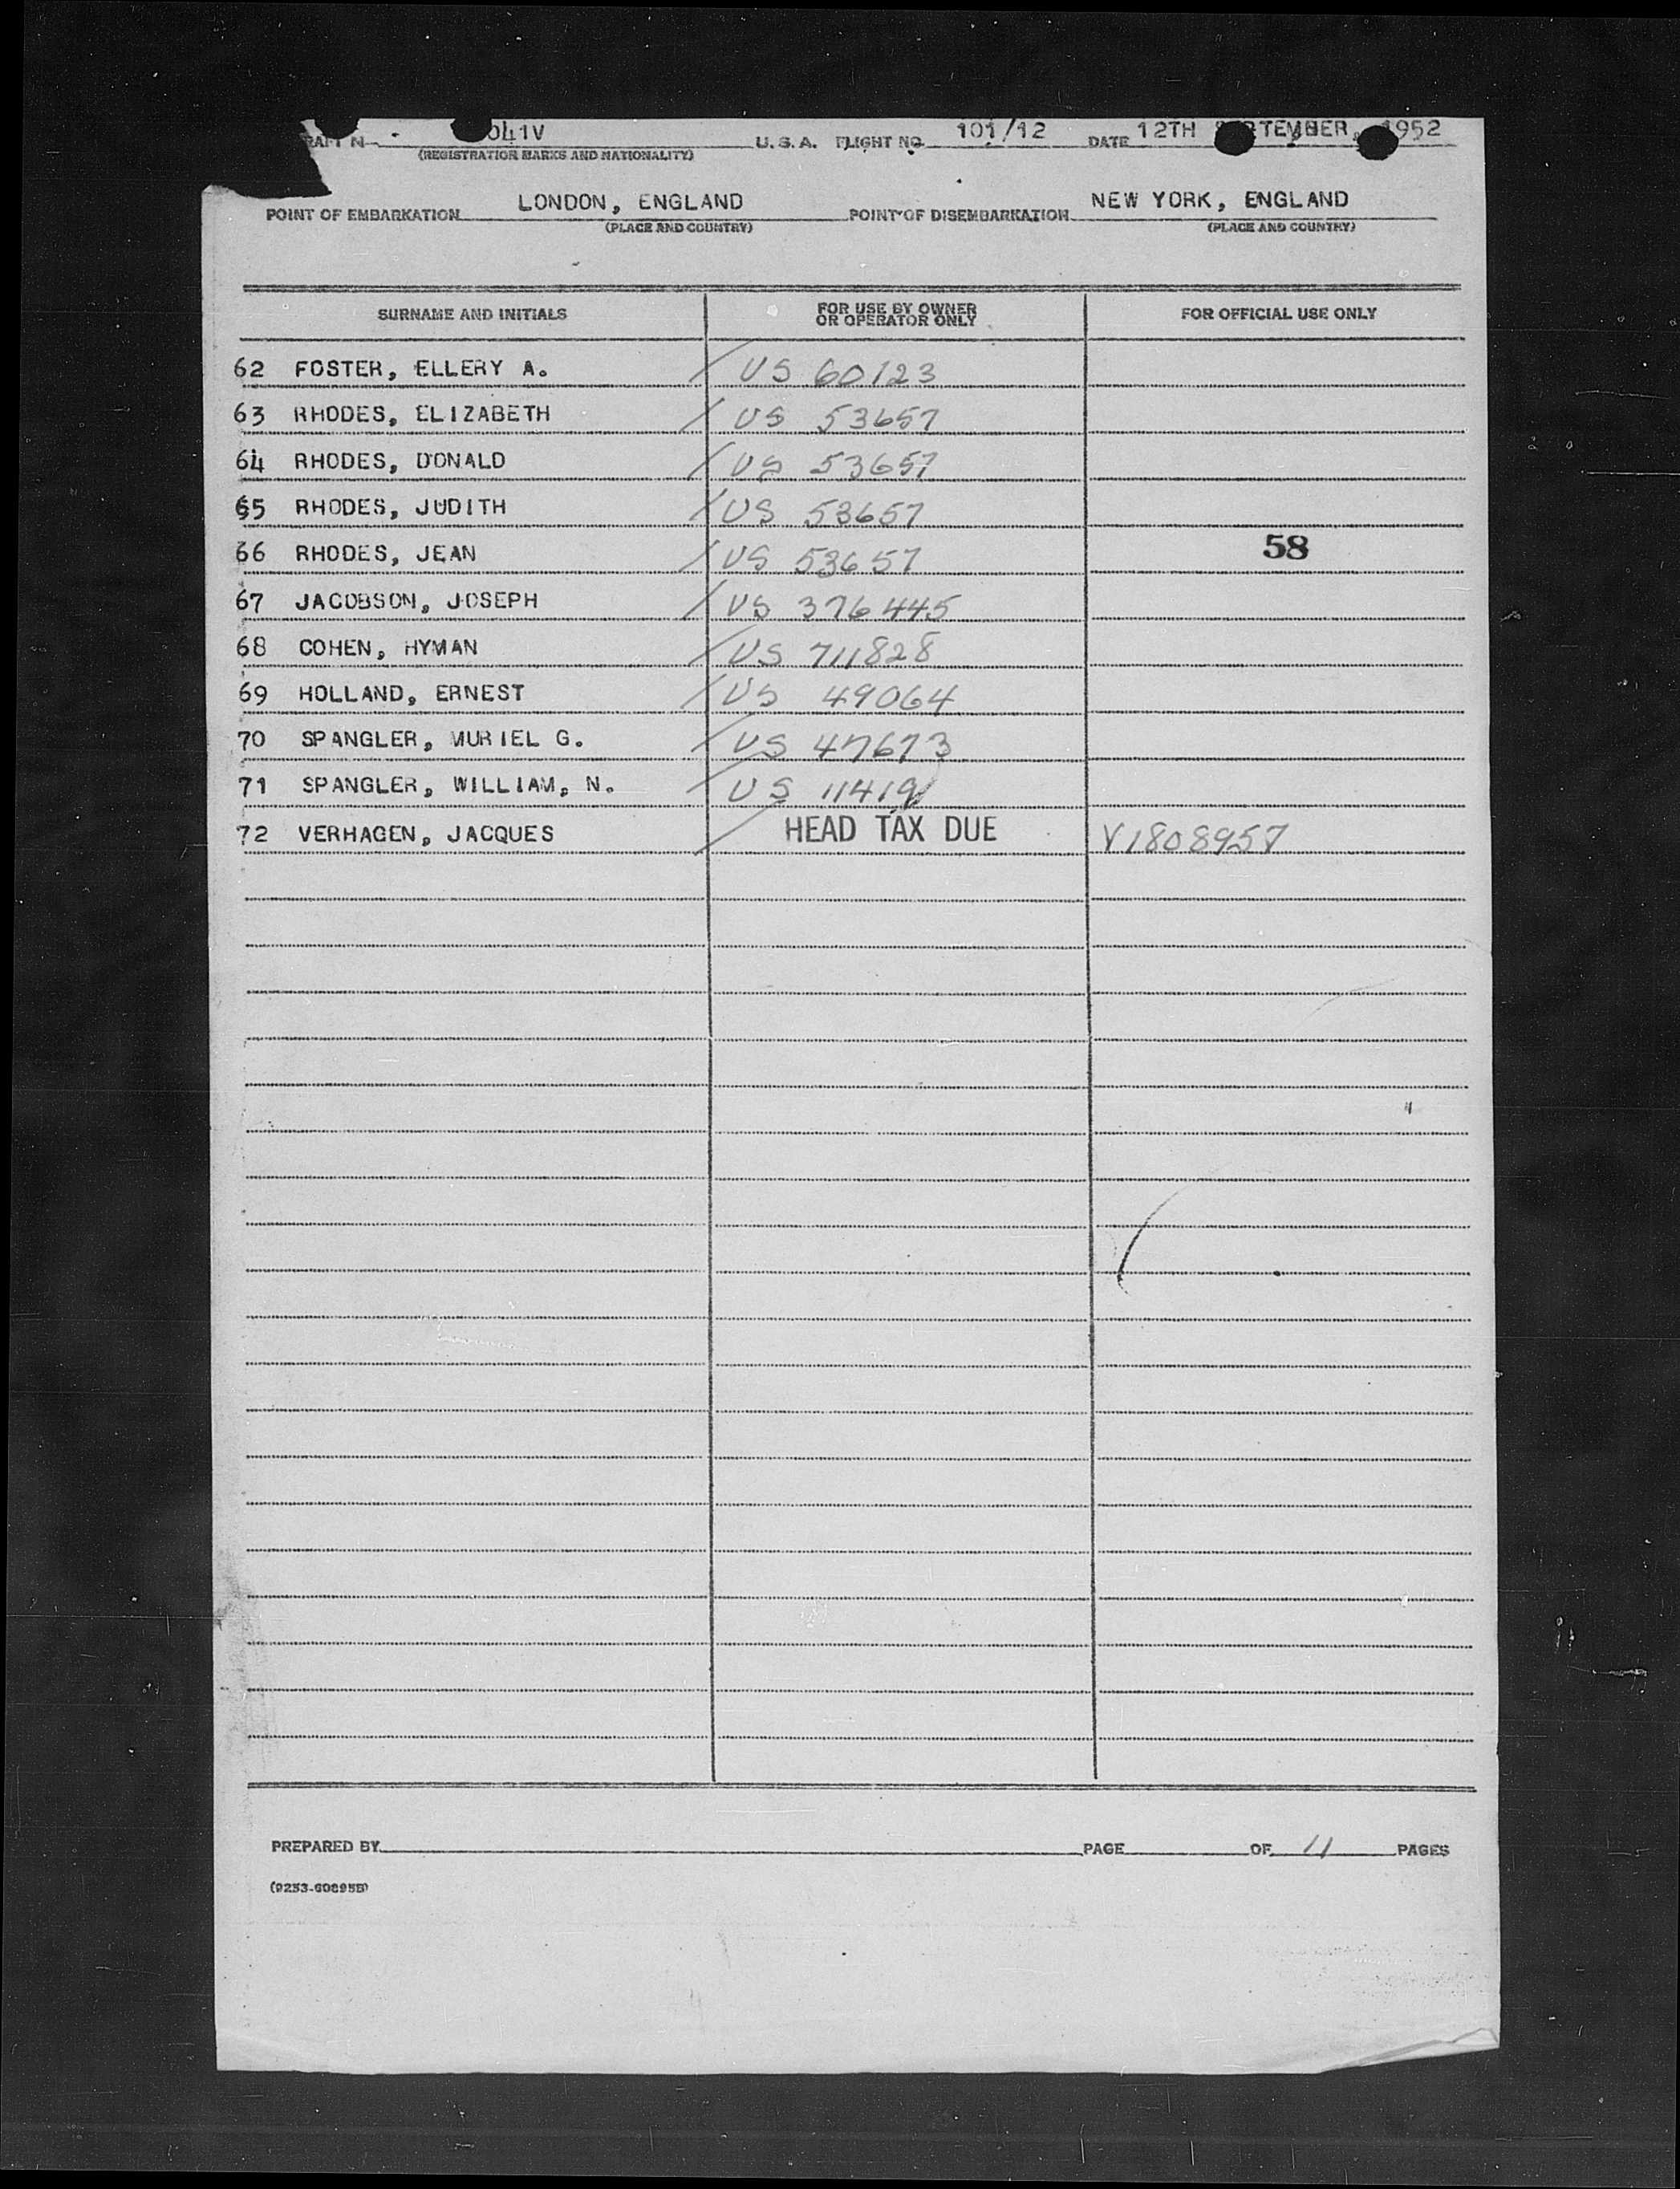 041V U. S. A. FLIGHT NO. 101/12 DATE 12TH SEPTEMBER, 1952
(REGISTRATION MARKS AND NATIONALITY)
POINT OF EMBARKATION LONDON, ENGLAND POINT OF DISEMBARKATION NEW YORK, ENGLAND
(PLACE AND COUNTRY) (PLACE AND COUNTRY)
SURNAME AND INITIALS FOR USE BY OWNER OR OPERATOR ONLY FOR OFFICIAL USE ONLY
62 FOSTER, ELLERY A. / US 60123
63 RHODES, ELIZABETH / US 53657
64 RHODES, DONALD / US 53657
65 RHODES, JUDITH / US 53657
66 RHODES, JEAN / US 53657 58
67 JACOBSON, JOSEPH / US 376445
68 COHEN, HYMAN / US 711828
69 HOLLAND, ERNEST / US 49064
70 SPANGLER, MURIEL G. / US 47673
71 SPANGLER, WILLIAM, N. / US 11419
72 VERHAGEN, JACQUES / HEAD TAX DUE V1808957
PREPARED BY PAGE OF 11 PAGES